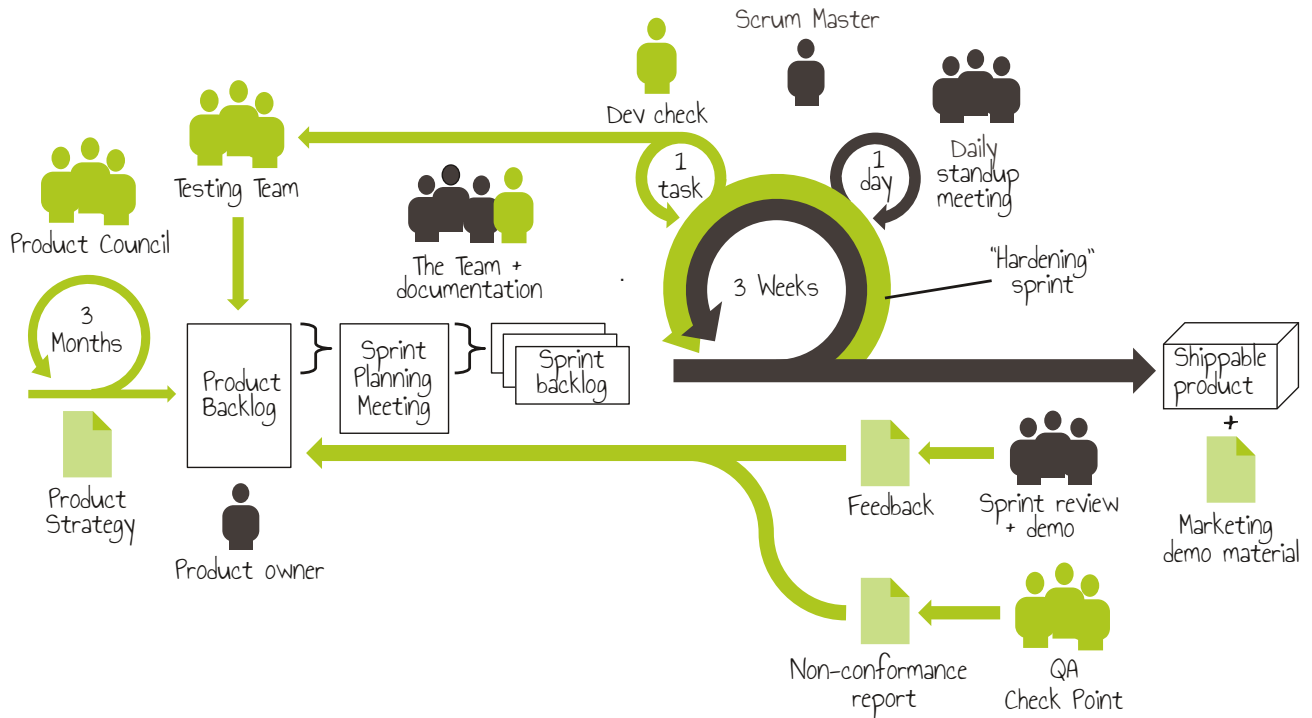 Scrum Master
Dev check
1
task
1
day
Daily
standup
meeting
Testing Team
Product Council
The Team +
documentation
"Hardening"
sprint
3 Weeks
3
Months
Product
Backlog
Sprint
Planning
Meeting
Sprint
backlog
Shippable
product
+
Marketing
demo material
Product
Strategy
Product owner
Feedback
Sprint review
+ demo
Non-conformance
report
QA
Check Point